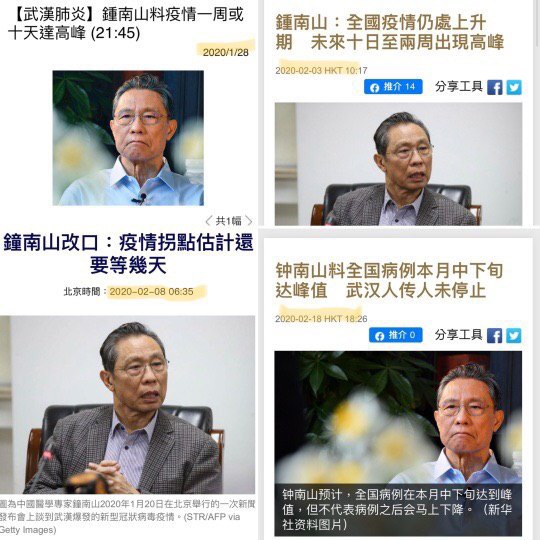 【武漢肺炎】鍾南山料疫情一周或
十天達高峰 (21:45)
2020/1/28
共1幅
鍾南山：全國疫情仍處上升
期　未來十日至兩周出現高峰
2020-02-03 HKT 10:17
推介 14
分享工具
鐘南山改口：疫情拐點估計還
要等幾天
北京時間：2020-02-08 06:35
圖為中國醫學專家鐘南山2020年1月20日在北京舉行的一次新聞
發布會上談到武漢爆發的新型冠狀病毒疫情。(STR/AFP via
Getty Images)
钟南山料全国病例本月中下旬
达峰值　武汉人传人未停止
2020-02-18 HKT 18:26
推介 0
分享工具
钟南山预计，全国病例在本月中下旬达到峰
值，但不代表病例之后会马上下降。（新华
社资料图片）